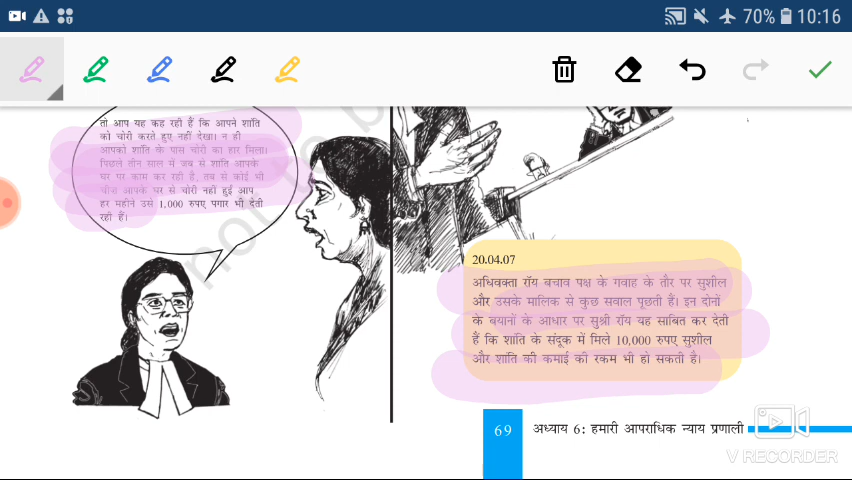 70% 10:16
तो आप यह कह रही हैं कि आपने शांति
को चोरी करते हुए नहीं देखा। न ही
आपको शांति के पास चोरी का हार मिला।
पिछले तीन साल में जब से शांति आपके
घर पर काम कर रही है, तब से कोई भी
चीज़ आपके घर से चोरी नहीं हुई आप
हर महीने उसे 1,000 रुपए पगार भी देती
रही हैं।
not to b
20.04.07
अधिवक्ता रॉय बचाव पक्ष के गवाह के तौर पर सुशील
और उसके मालिक से कुछ सवाल पूछती हैं। इन दोनों
के बयानों के आधार पर सुश्री रॉय यह साबित कर देती
हैं कि शांति के संदूक में मिले 10,000 रुपए सुशील
और शांति की कमाई की रकम भी हो सकती है।
69 अध्याय 6: हमारी आपराधिक न्याय प्रणाली
V RECORDER